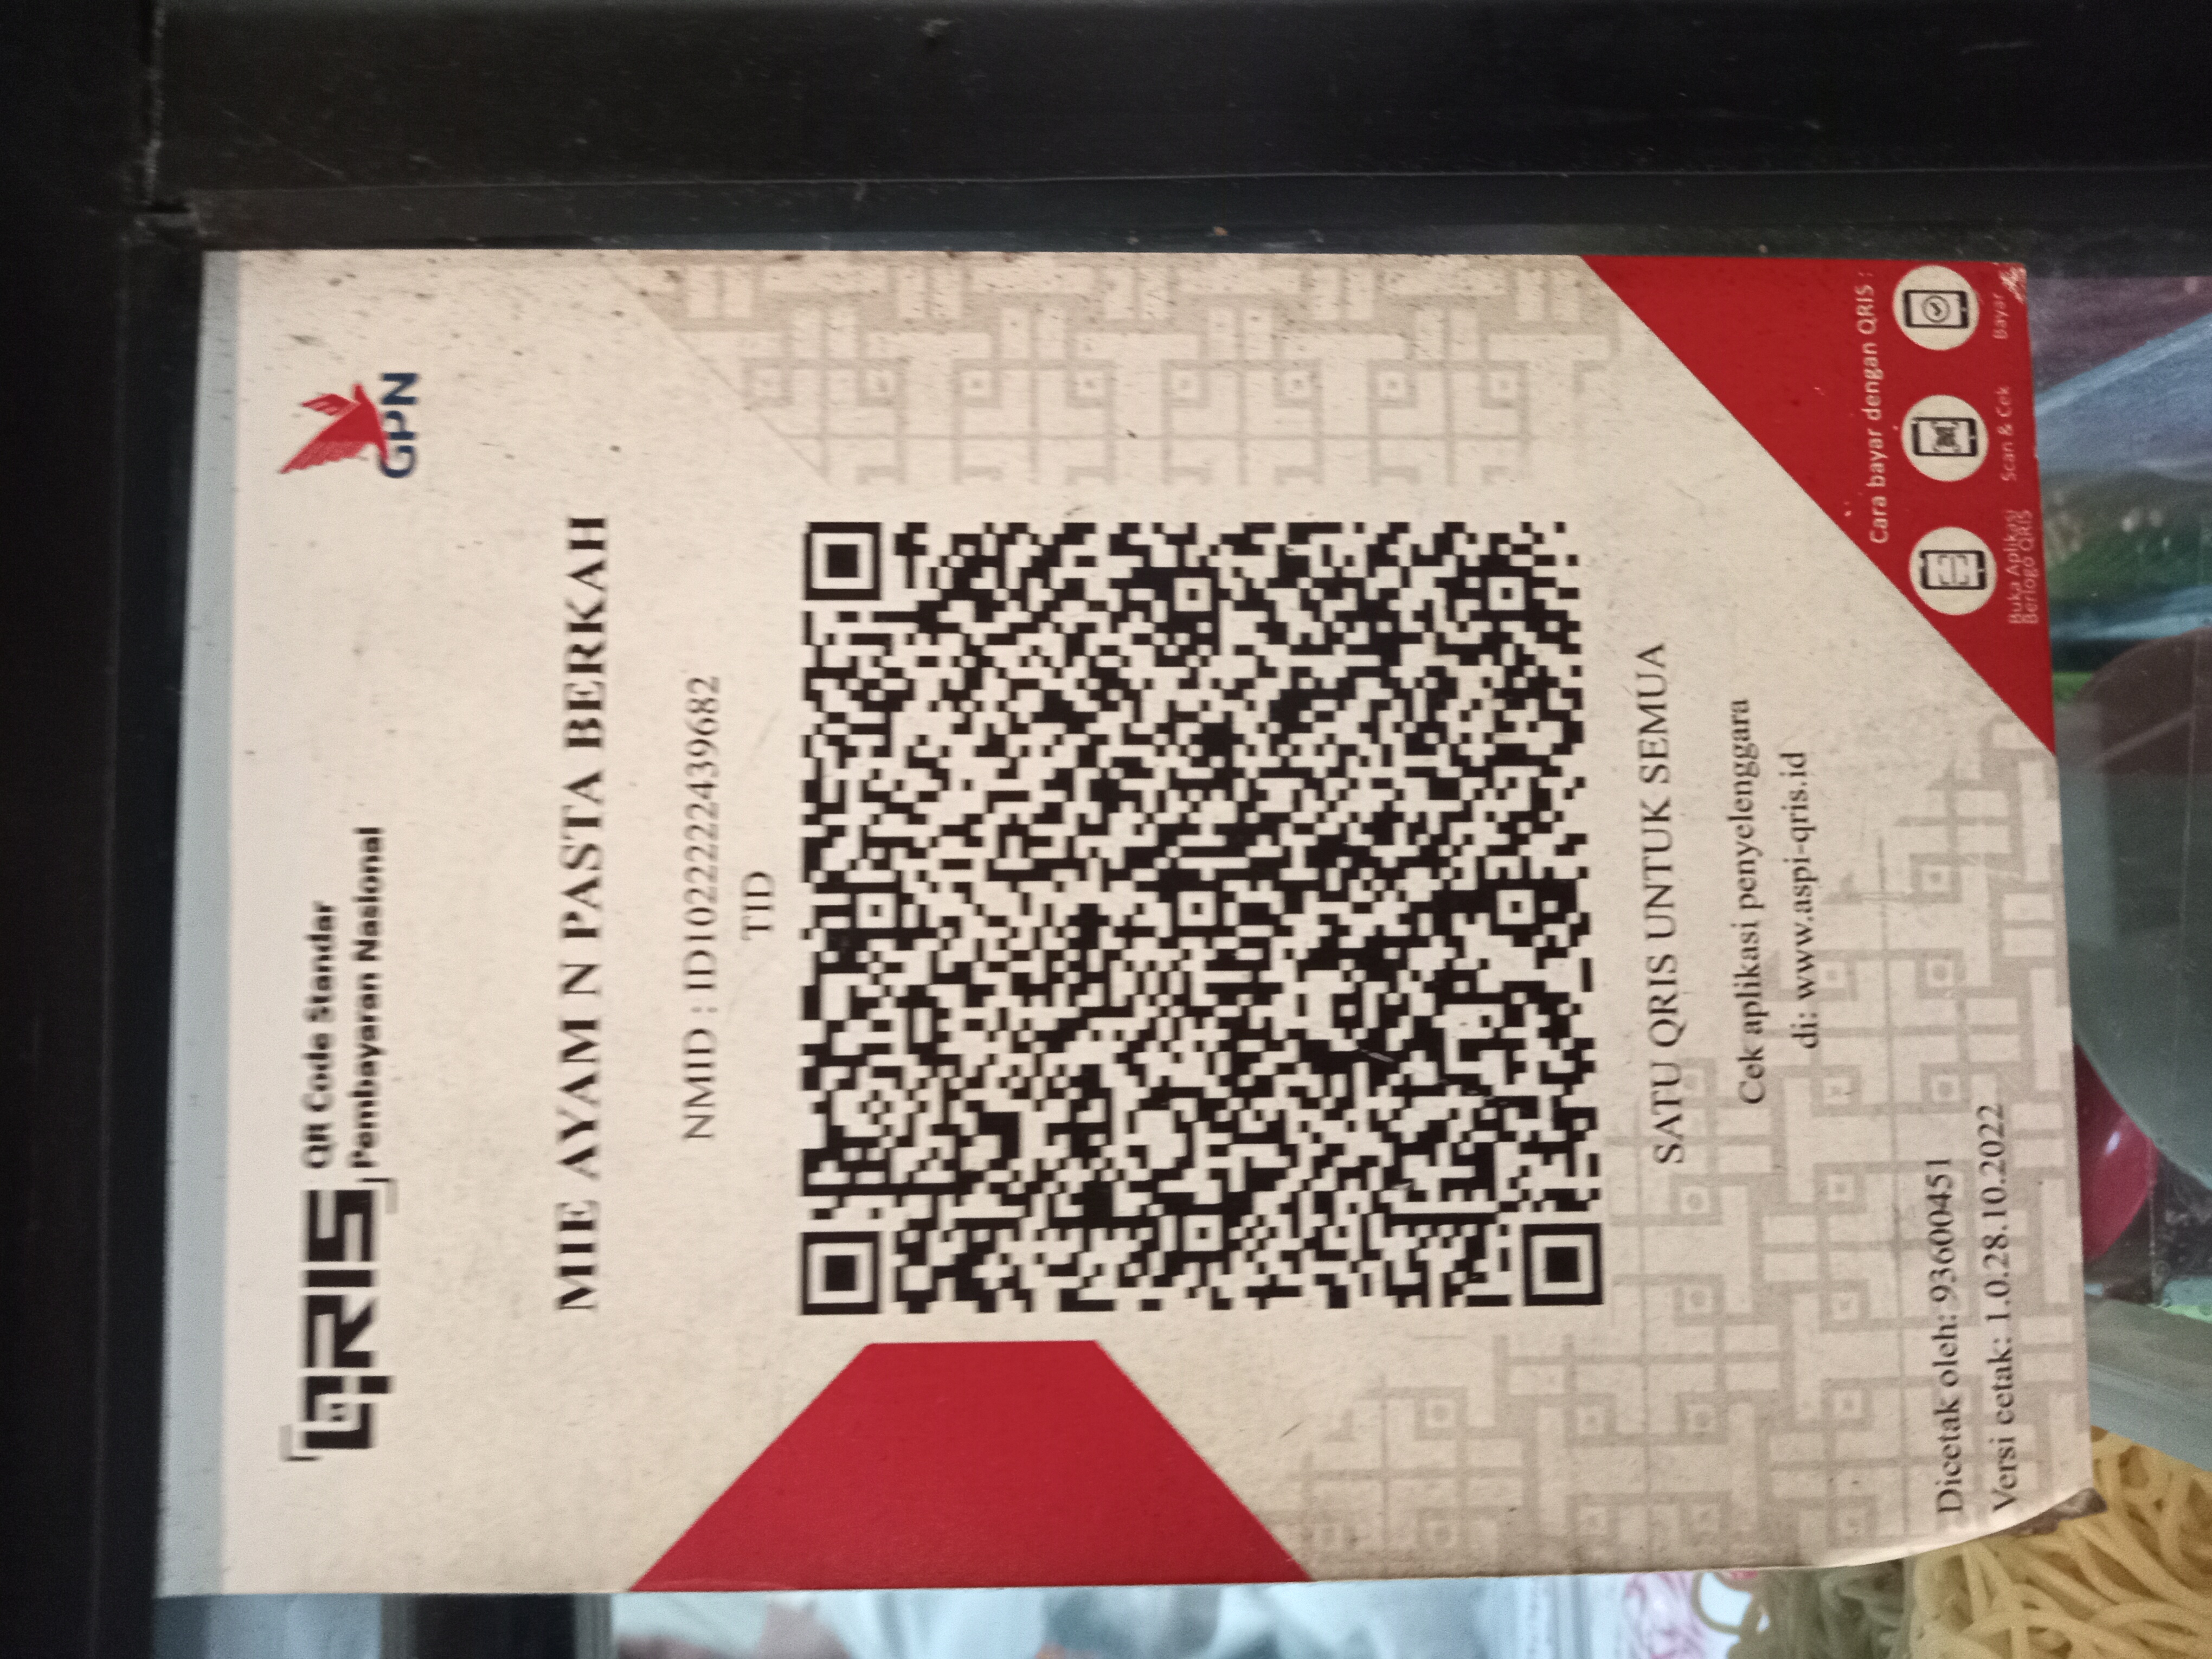 QRIS
QR Code Standar
Pembayaran Nasional
GPN
MIE AYAM N PASTA BERKAH
NMID : ID1022222439682
TID
SATU QRIS UNTUK SEMUA
Cek aplikasi penyelenggara
di: www.aspi-qris.id
Dicetak oleh: 93600451
Versi cetak: 1.0.28.10.2022
Cara bayar dengan QRIS :
Buka Aplikasi
Berlogo QRIS
Scan & Cek
Bayar